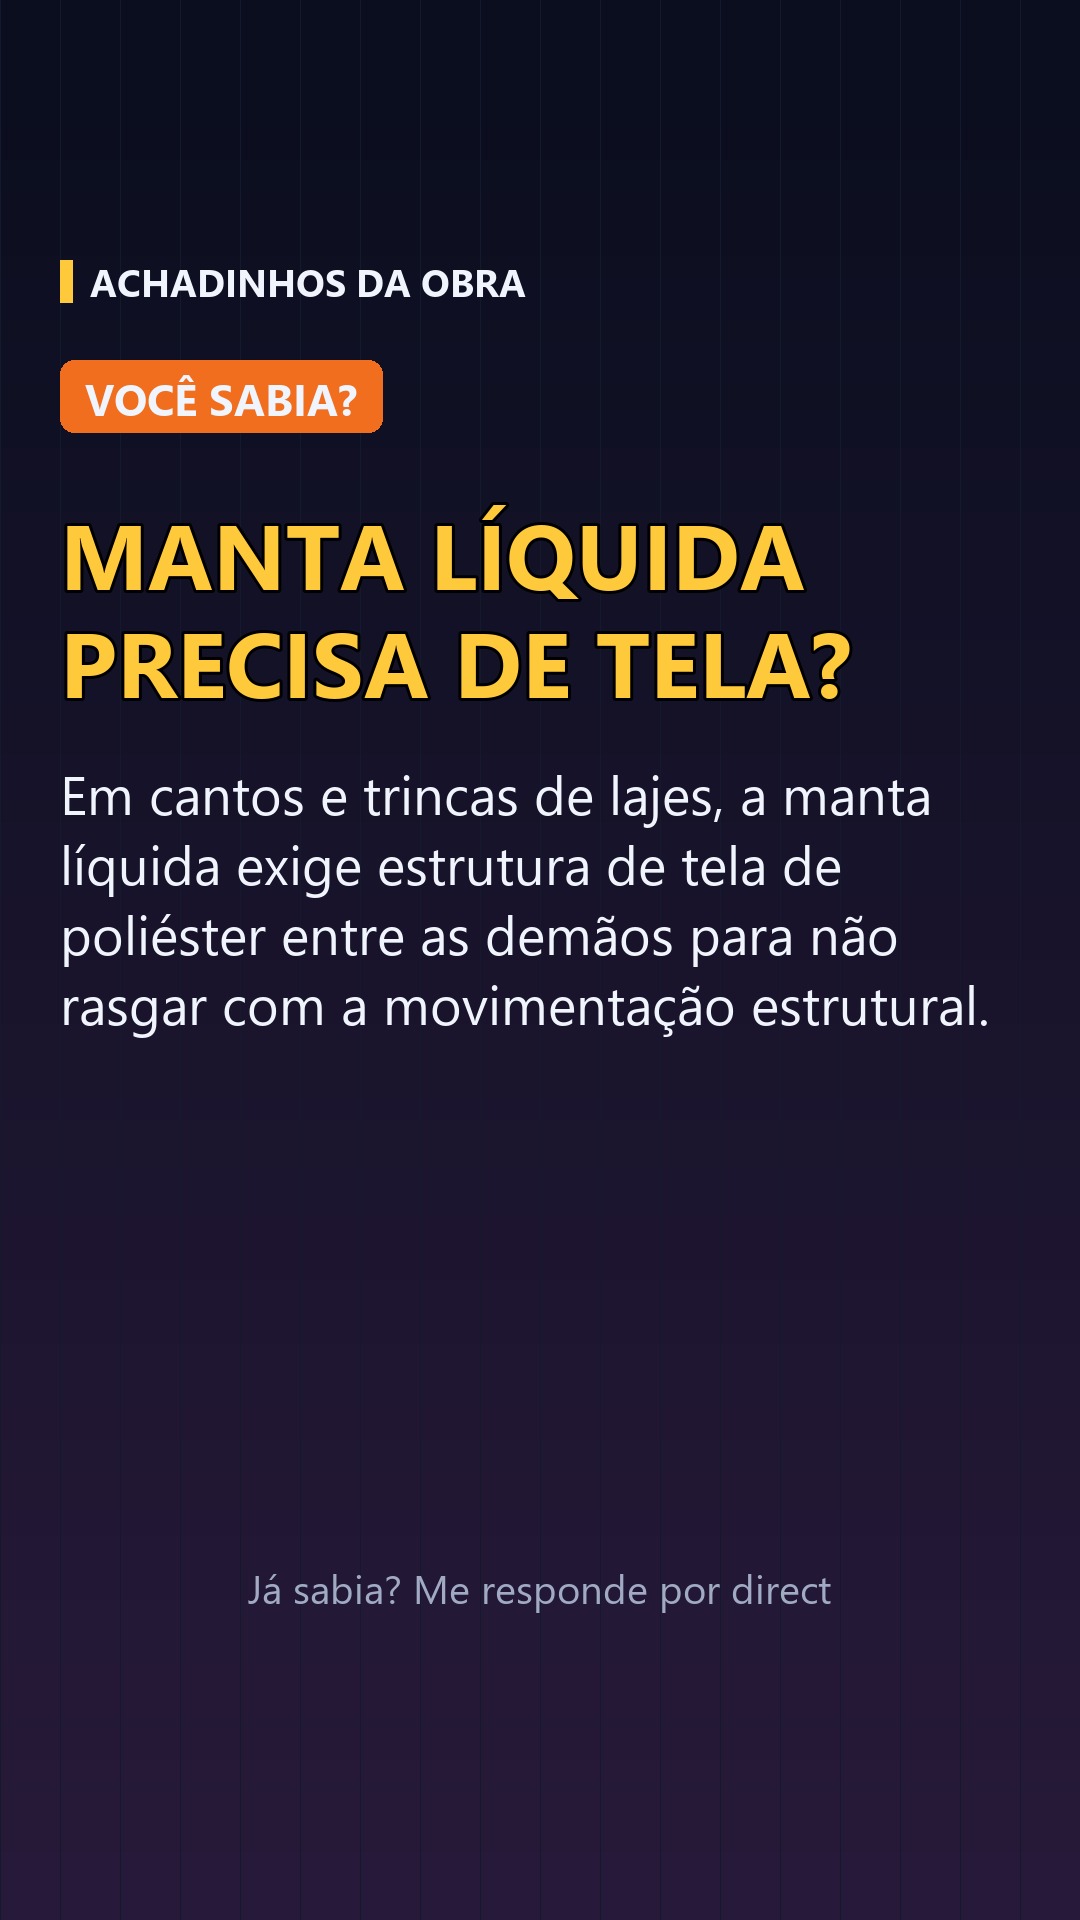 ACHADINHOS DA OBRA
VOCÊ SABIA?
MANTA LÍQUIDA
PRECISA DE TELA?
Em cantos e trincas de lajes, a manta
líquida exige estrutura de tela de
poliéster entre as demãos para não
rasgar com a movimentação estrutural.
Já sabia? Me responde por direct